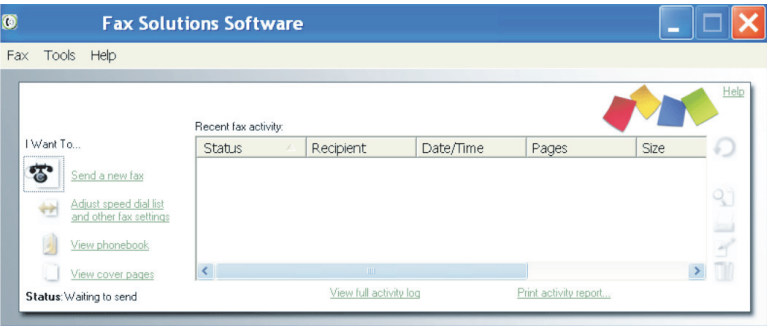 Fax Solutions Software
Fax Tools Help
Help
Recent fax activity:
I Want To...
Status Recipient Date/Time Pages Size
Send a new fax
Adjust speed dial list
and other fax settings
View phonebook
View cover pages
Status: Waiting to send
View full activity log
Print activity report...